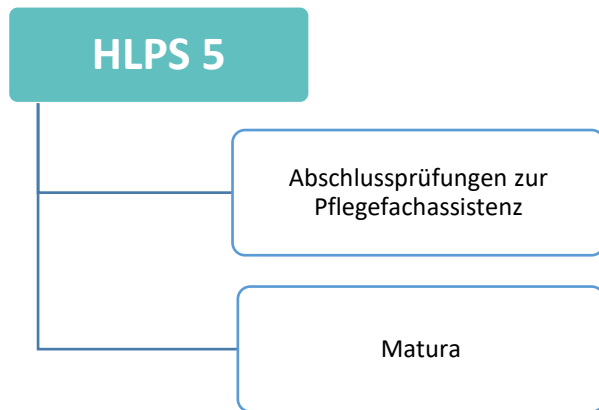 HLPS 5
Abschlussprüfungen zur
Pflegefachassistenz
Matura